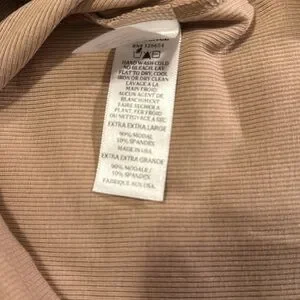 HAND WASH COLD
NO BLEACH, LAY
FLAT TO DRY, COOL
IRON OR DRY CLEAN
LAVAGE A LA
MAIN FROID
AUCUN AGENT DE
BLANCHIMENT
FAIRE SECHER A
PLAT, FER FROID
OU NETTOYAGE A SEC
EXTRA EXTRA LARGE
90% MODAL
10% SPANDEX
MADE IN USA
EXTRA EXTRA GRANDE
90% MODALE /
10% SPANDEX
FABRIQUE AUX USA